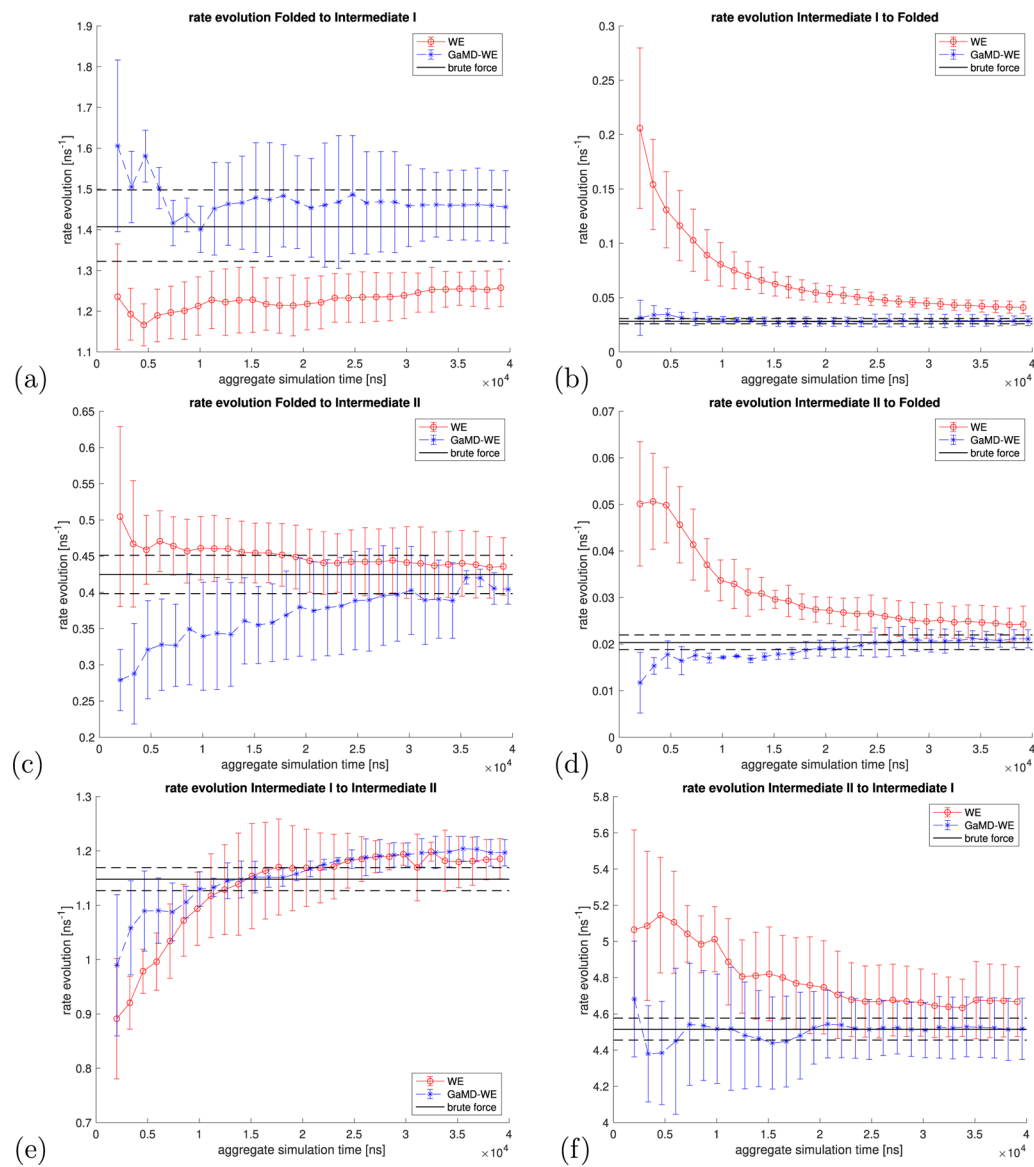 rate evolution Folded to Intermediate I
1.9
1.8
1.7
1.6
1.5
1.4
1.3
1.2
1.1
rate evolution [ns-1]
WE
GaMD-WE
brute force
0 0.5 1 1.5 2 2.5 3 3.5 4
aggregate simulation time [ns]
×10⁴
(a)
rate evolution Intermediate I to Folded
0.3
0.25
0.2
0.15
0.1
0.05
0
rate evolution [ns-1]
WE
GaMD-WE
brute force
0 0.5 1 1.5 2 2.5 3 3.5 4
aggregate simulation time [ns]
×10⁴
(b)
rate evolution Folded to Intermediate II
0.65
0.6
0.55
0.5
0.45
0.4
0.35
0.3
0.25
0.2
rate evolution [ns-1]
WE
GaMD-WE
brute force
0 0.5 1 1.5 2 2.5 3 3.5 4
aggregate simulation time [ns]
×10⁴
(c)
rate evolution Intermediate II to Folded
0.07
0.06
0.05
0.04
0.03
0.02
0.01
0
rate evolution [ns-1]
WE
GaMD-WE
brute force
0 0.5 1 1.5 2 2.5 3 3.5 4
aggregate simulation time [ns]
×10⁴
(d)
rate evolution Intermediate I to Intermediate II
1.3
1.2
1.1
1
0.9
0.8
0.7
rate evolution [ns-1]
WE
GaMD-WE
brute force
0 0.5 1 1.5 2 2.5 3 3.5 4
aggregate simulation time [ns]
×10⁴
(e)
rate evolution Intermediate II to Intermediate I
5.8
5.6
5.4
5.2
5
4.8
4.6
4.4
4.2
4
rate evolution [ns-1]
WE
GaMD-WE
brute force
0 0.5 1 1.5 2 2.5 3 3.5 4
aggregate simulation time [ns]
×10⁴
(f)